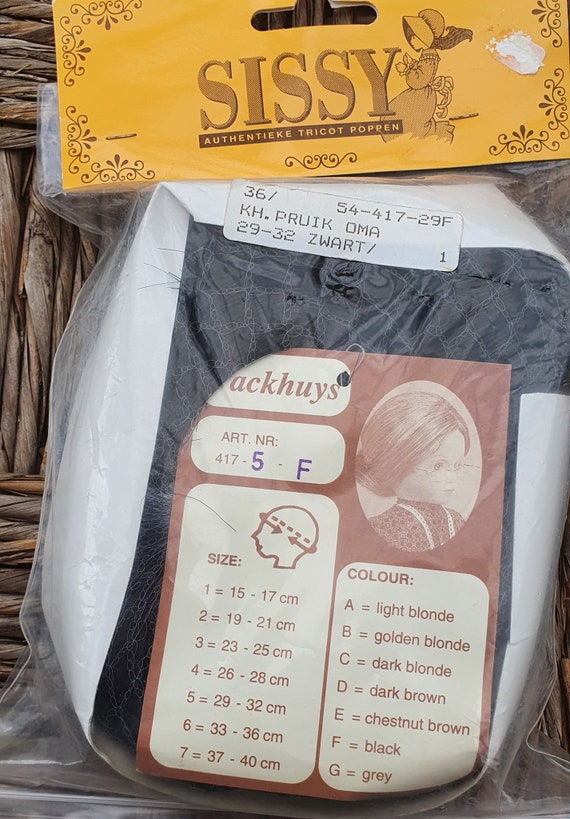 SISSY
AUTHENTIEKE TRICOT POPPEN
36/ 54-417-29F
KH.PRUIK OMA
29-32 ZWART/ 1
ackhuys
ART. NR:
417 - 5 - F
SIZE:
1 = 15 - 17 cm
2 = 19 - 21 cm
3 = 23 - 25 cm
4 = 26 - 28 cm
5 = 29 - 32 cm
6 = 33 - 36 cm
7 = 37 - 40 cm
COLOUR:
A = light blonde
B = golden blonde
C = dark blonde
D = dark brown
E = chestnut brown
F = black
G = grey